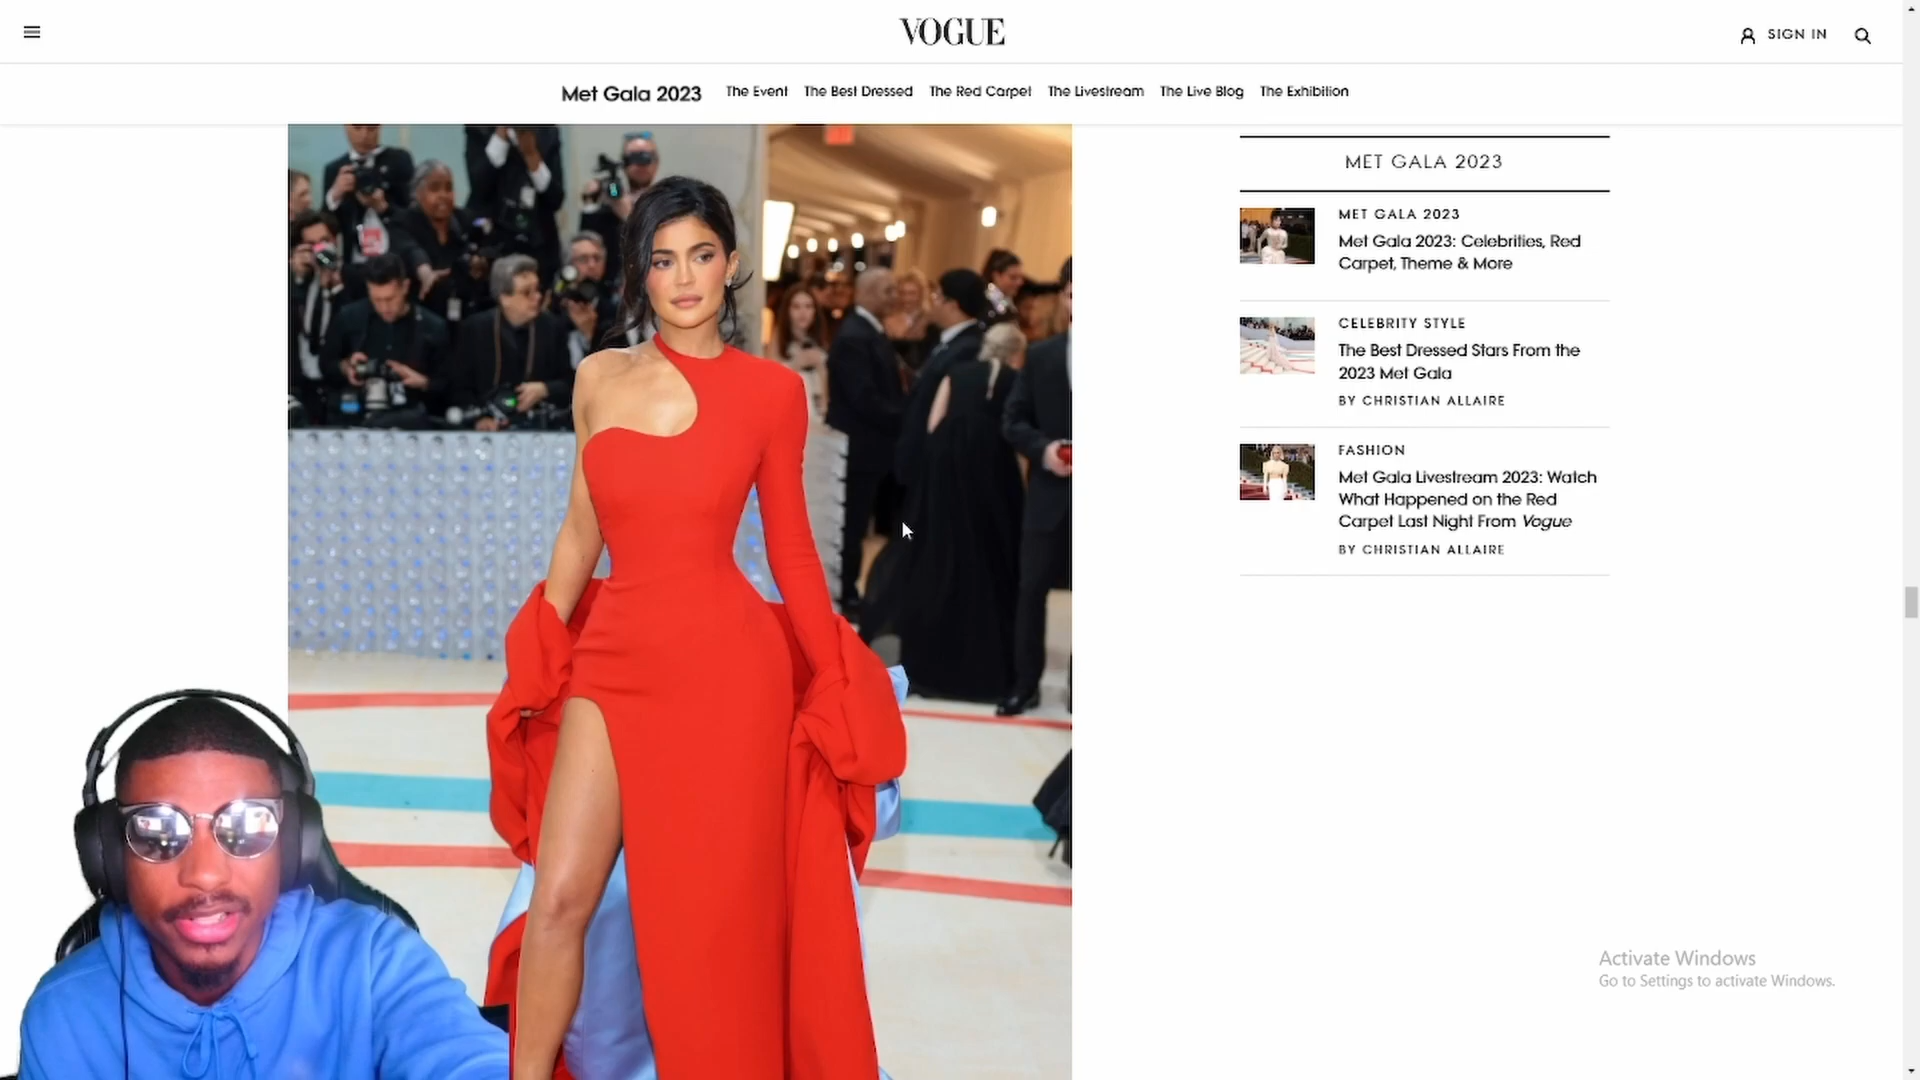 VOGUE
SIGN IN
Met Gala 2023 The Event The Best Dressed The Red Carpet The Livestream The Live Blog The Exhibition
MET GALA 2023
MET GALA 2023
Met Gala 2023: Celebrities, Red
Carpet, Theme & More
CELEBRITY STYLE
The Best Dressed Stars From the
2023 Met Gala
BY CHRISTIAN ALLAIRE
FASHION
Met Gala Livestream 2023: Watch
What Happened on the Red
Carpet Last Night From Vogue
BY CHRISTIAN ALLAIRE
Activate Windows
Go to Settings to activate Windows.